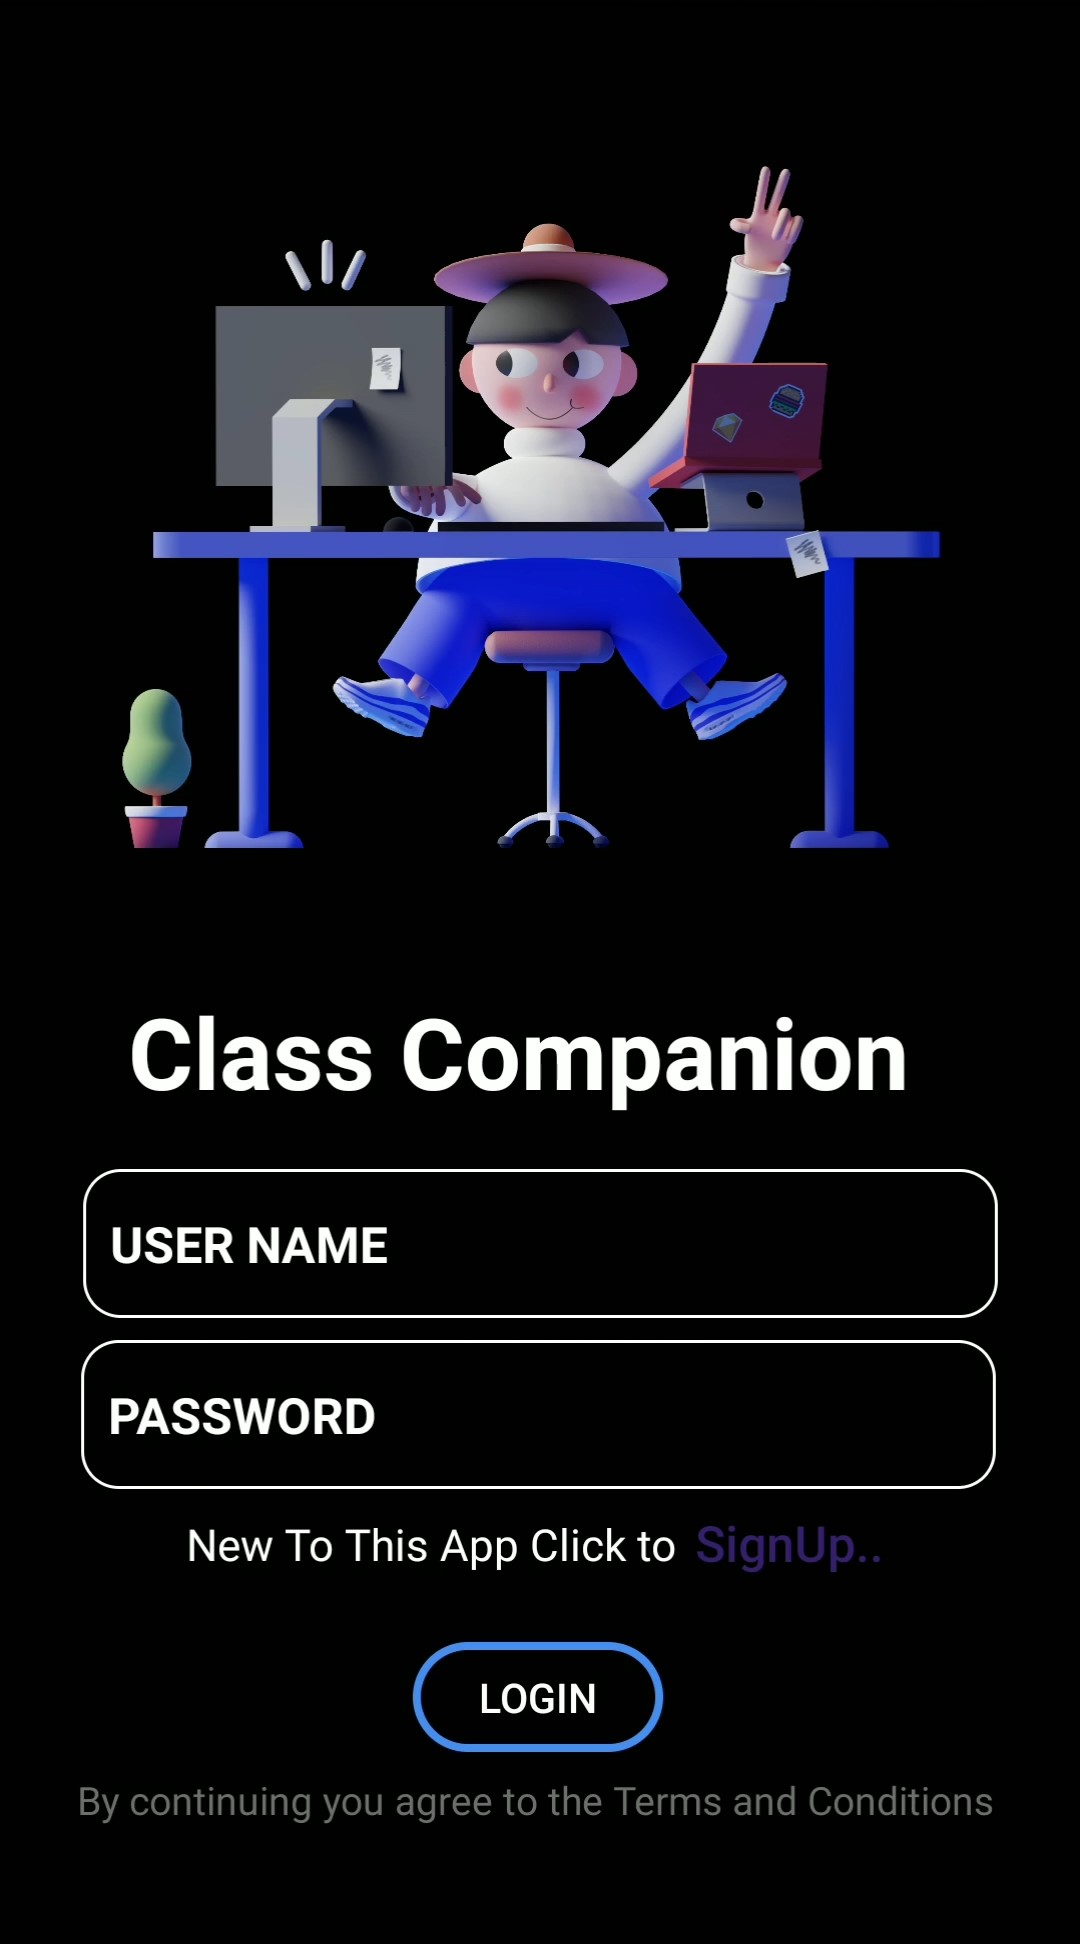 Class Companion
USER NAME
PASSWORD
New To This App Click to SignUp..
LOGIN
By continuing you agree to the Terms and Conditions